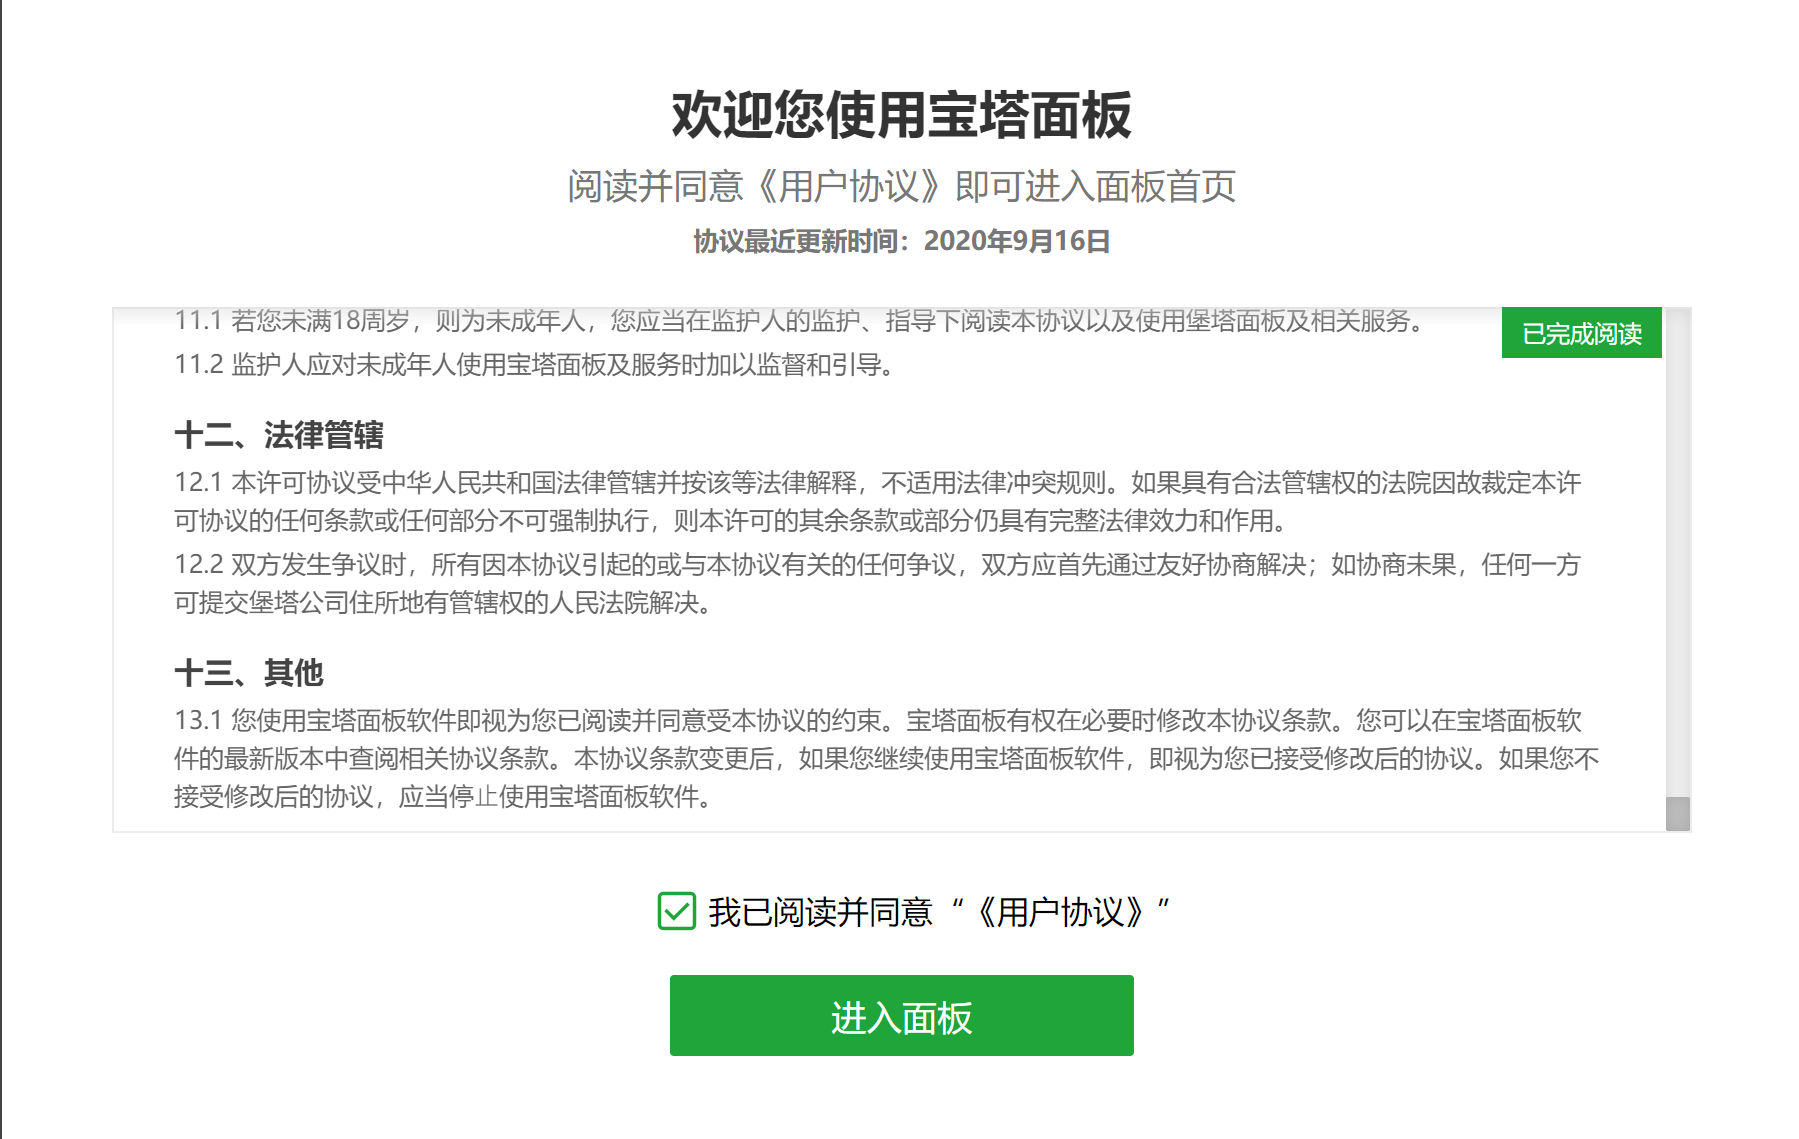 欢迎您使用宝塔面板
阅读并同意《用户协议》即可进入面板首页
协议最近更新时间：2020年9月16日
11.1 若您未满18周岁，则为未成年人，您应当在监护人的监护、指导下阅读本协议以及使用堡塔面板及相关服务。
已完成阅读
11.2 监护人应对未成年人使用宝塔面板及服务时加以监督和引导。
十二、法律管辖
12.1 本许可协议受中华人民共和国法律管辖并按该等法律解释，不适用法律冲突规则。如果具有合法管辖权的法院因故裁定本许
可协议的任何条款或任何部分不可强制执行，则本许可的其余条款或部分仍具有完整法律效力和作用。
12.2 双方发生争议时，所有因本协议引起的或与本协议有关的任何争议，双方应首先通过友好协商解决；如协商未果，任何一方
可提交堡塔公司住所地有管辖权的人民法院解决。
十三、其他
13.1 您使用宝塔面板软件即视为您已阅读并同意受本协议的约束。宝塔面板有权在必要时修改本协议条款。您可以在宝塔面板软
件的最新版本中查阅相关协议条款。本协议条款变更后，如果您继续使用宝塔面板软件，即视为您已接受修改后的协议。如果您不
接受修改后的协议，应当停止使用宝塔面板软件。
我已阅读并同意“《用户协议》”
进入面板